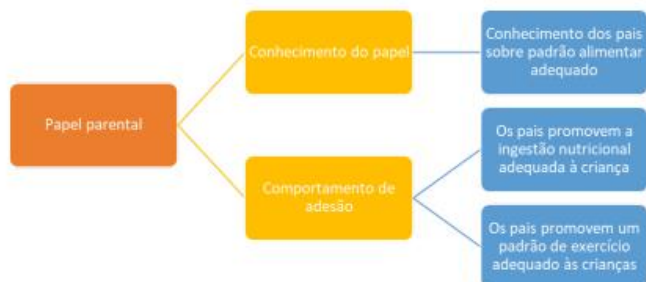 Papel parental
Conhecimento do papel
Conhecimento dos pais
sobre padrão alimentar
adequado
Comportamento de
adesão
Os pais promovem a
ingestão nutricional
adequada à criança
Os pais promovem um
padrão de exercício
adequado às crianças